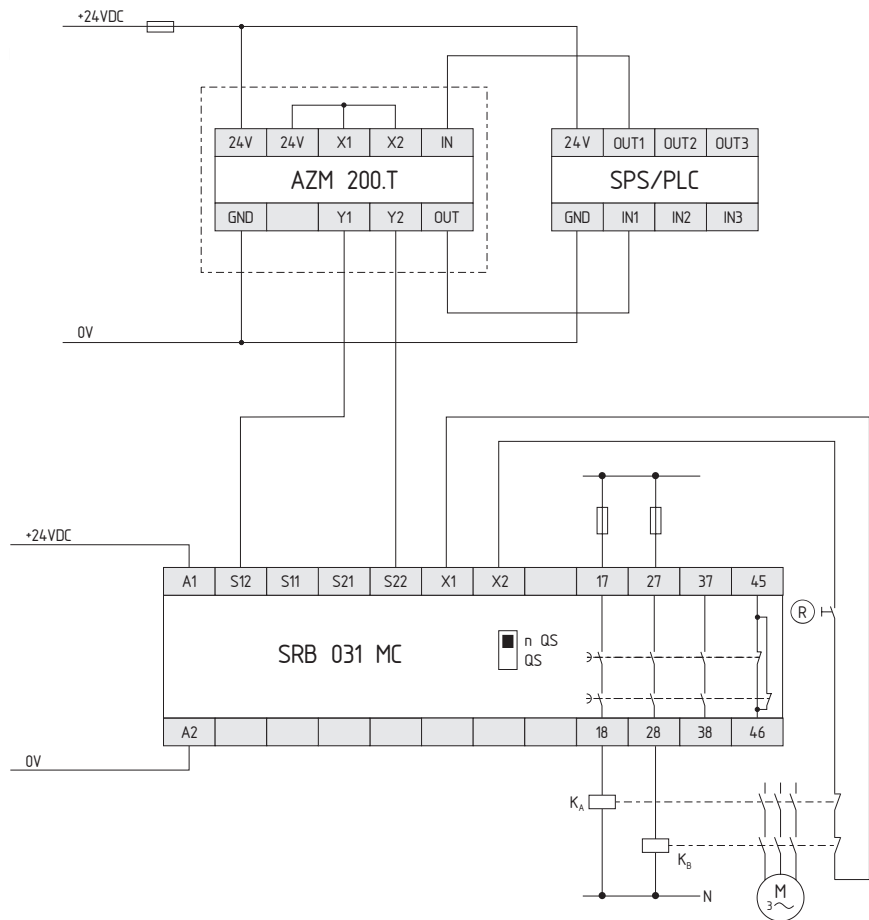 +24VDC
24V 24V X1 X2 IN
AZM 200.T
GND Y1 Y2 OUT
24V OUT1 OUT2 OUT3
SPS/PLC
GND IN1 IN2 IN3
0V
+24VDC
A1 S12 S11 S21 S22 X1 X2 17 27 37 45
SRB 031 MC
n QS
QS
R
A2 18 28 38 46
0V
KA
KB
N
M
3~